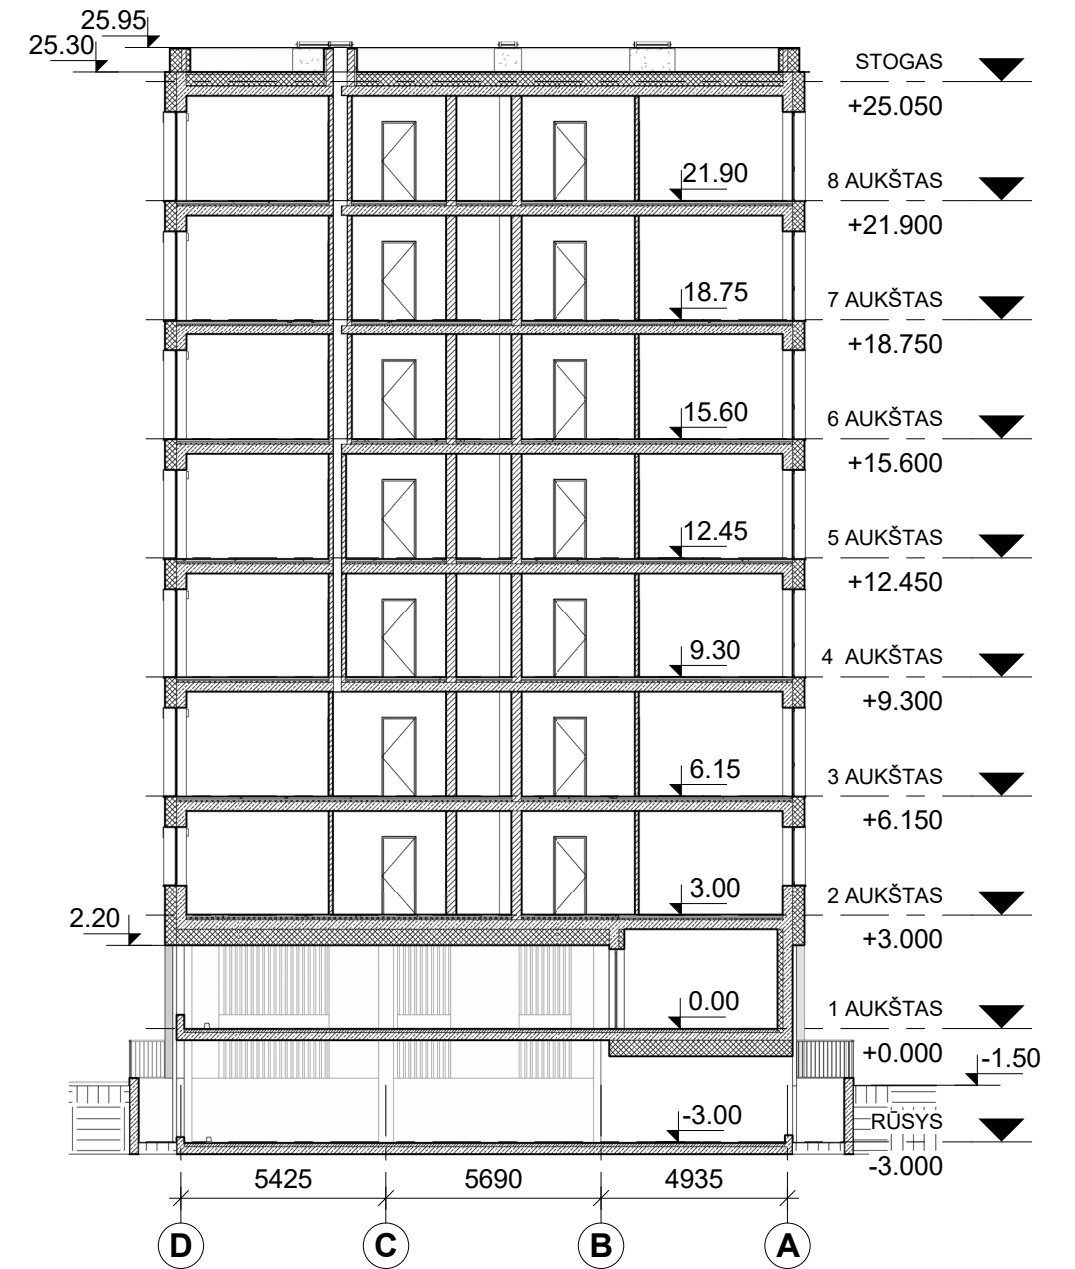 25.95
25.30
STOGAS
+25.050
21.90
8 AUKŠTAS
+21.900
18.75
7 AUKŠTAS
+18.750
15.60
6 AUKŠTAS
+15.600
12.45
5 AUKŠTAS
+12.450
9.30
4 AUKŠTAS
+9.300
6.15
3 AUKŠTAS
+6.150
3.00
2 AUKŠTAS
2.20
+3.000
0.00
1 AUKŠTAS
+0.000
-1.50
-3.00
RŪSYS
-3.000
5425 5690 4935
D C B A